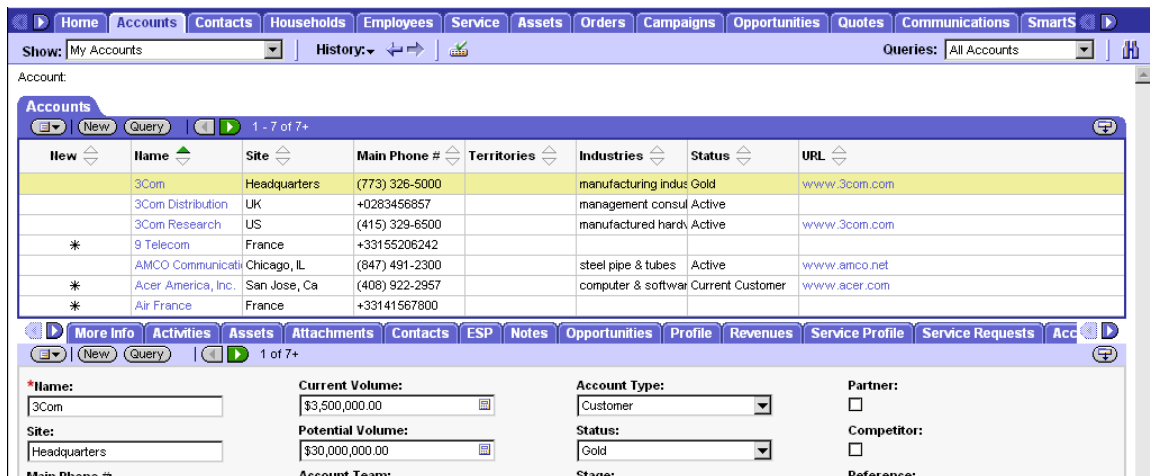 Home Accounts Contacts Households Employees Service Assets Orders Campaigns Opportunities Quotes Communications SmartS
Show: My Accounts History: Queries: All Accounts
Account:
Accounts
New Query 1 - 7 of 7+
New Name Site Main Phone # Territories Industries Status URL
3Com Headquarters (773) 326-5000 manufacturing indus Gold www.3com.com
3Com Distribution UK +0283456857 management consul Active
3Com Research US (415) 329-6500 manufactured hardv Active www.3com.com
* 9 Telecom France +33155206242
AMCO Communicati Chicago, IL (847) 491-2300 steel pipe & tubes Active www.amco.net
* Acer America, Inc. San Jose, Ca (408) 922-2957 computer & softwar Current Customer www.acer.com
* Air France France +33141567800
More Info Activities Assets Attachments Contacts ESP Notes Opportunities Profile Revenues Service Profile Service Requests Acc
New Query 1 of 7+
*Name: Current Volume: Account Type: Partner:
3Com $3,500,000.00 Customer
Site: Potential Volume: Status: Competitor:
Headquarters $30,000,000.00 Gold
Main Phone # Account Team: Stage: Reference: